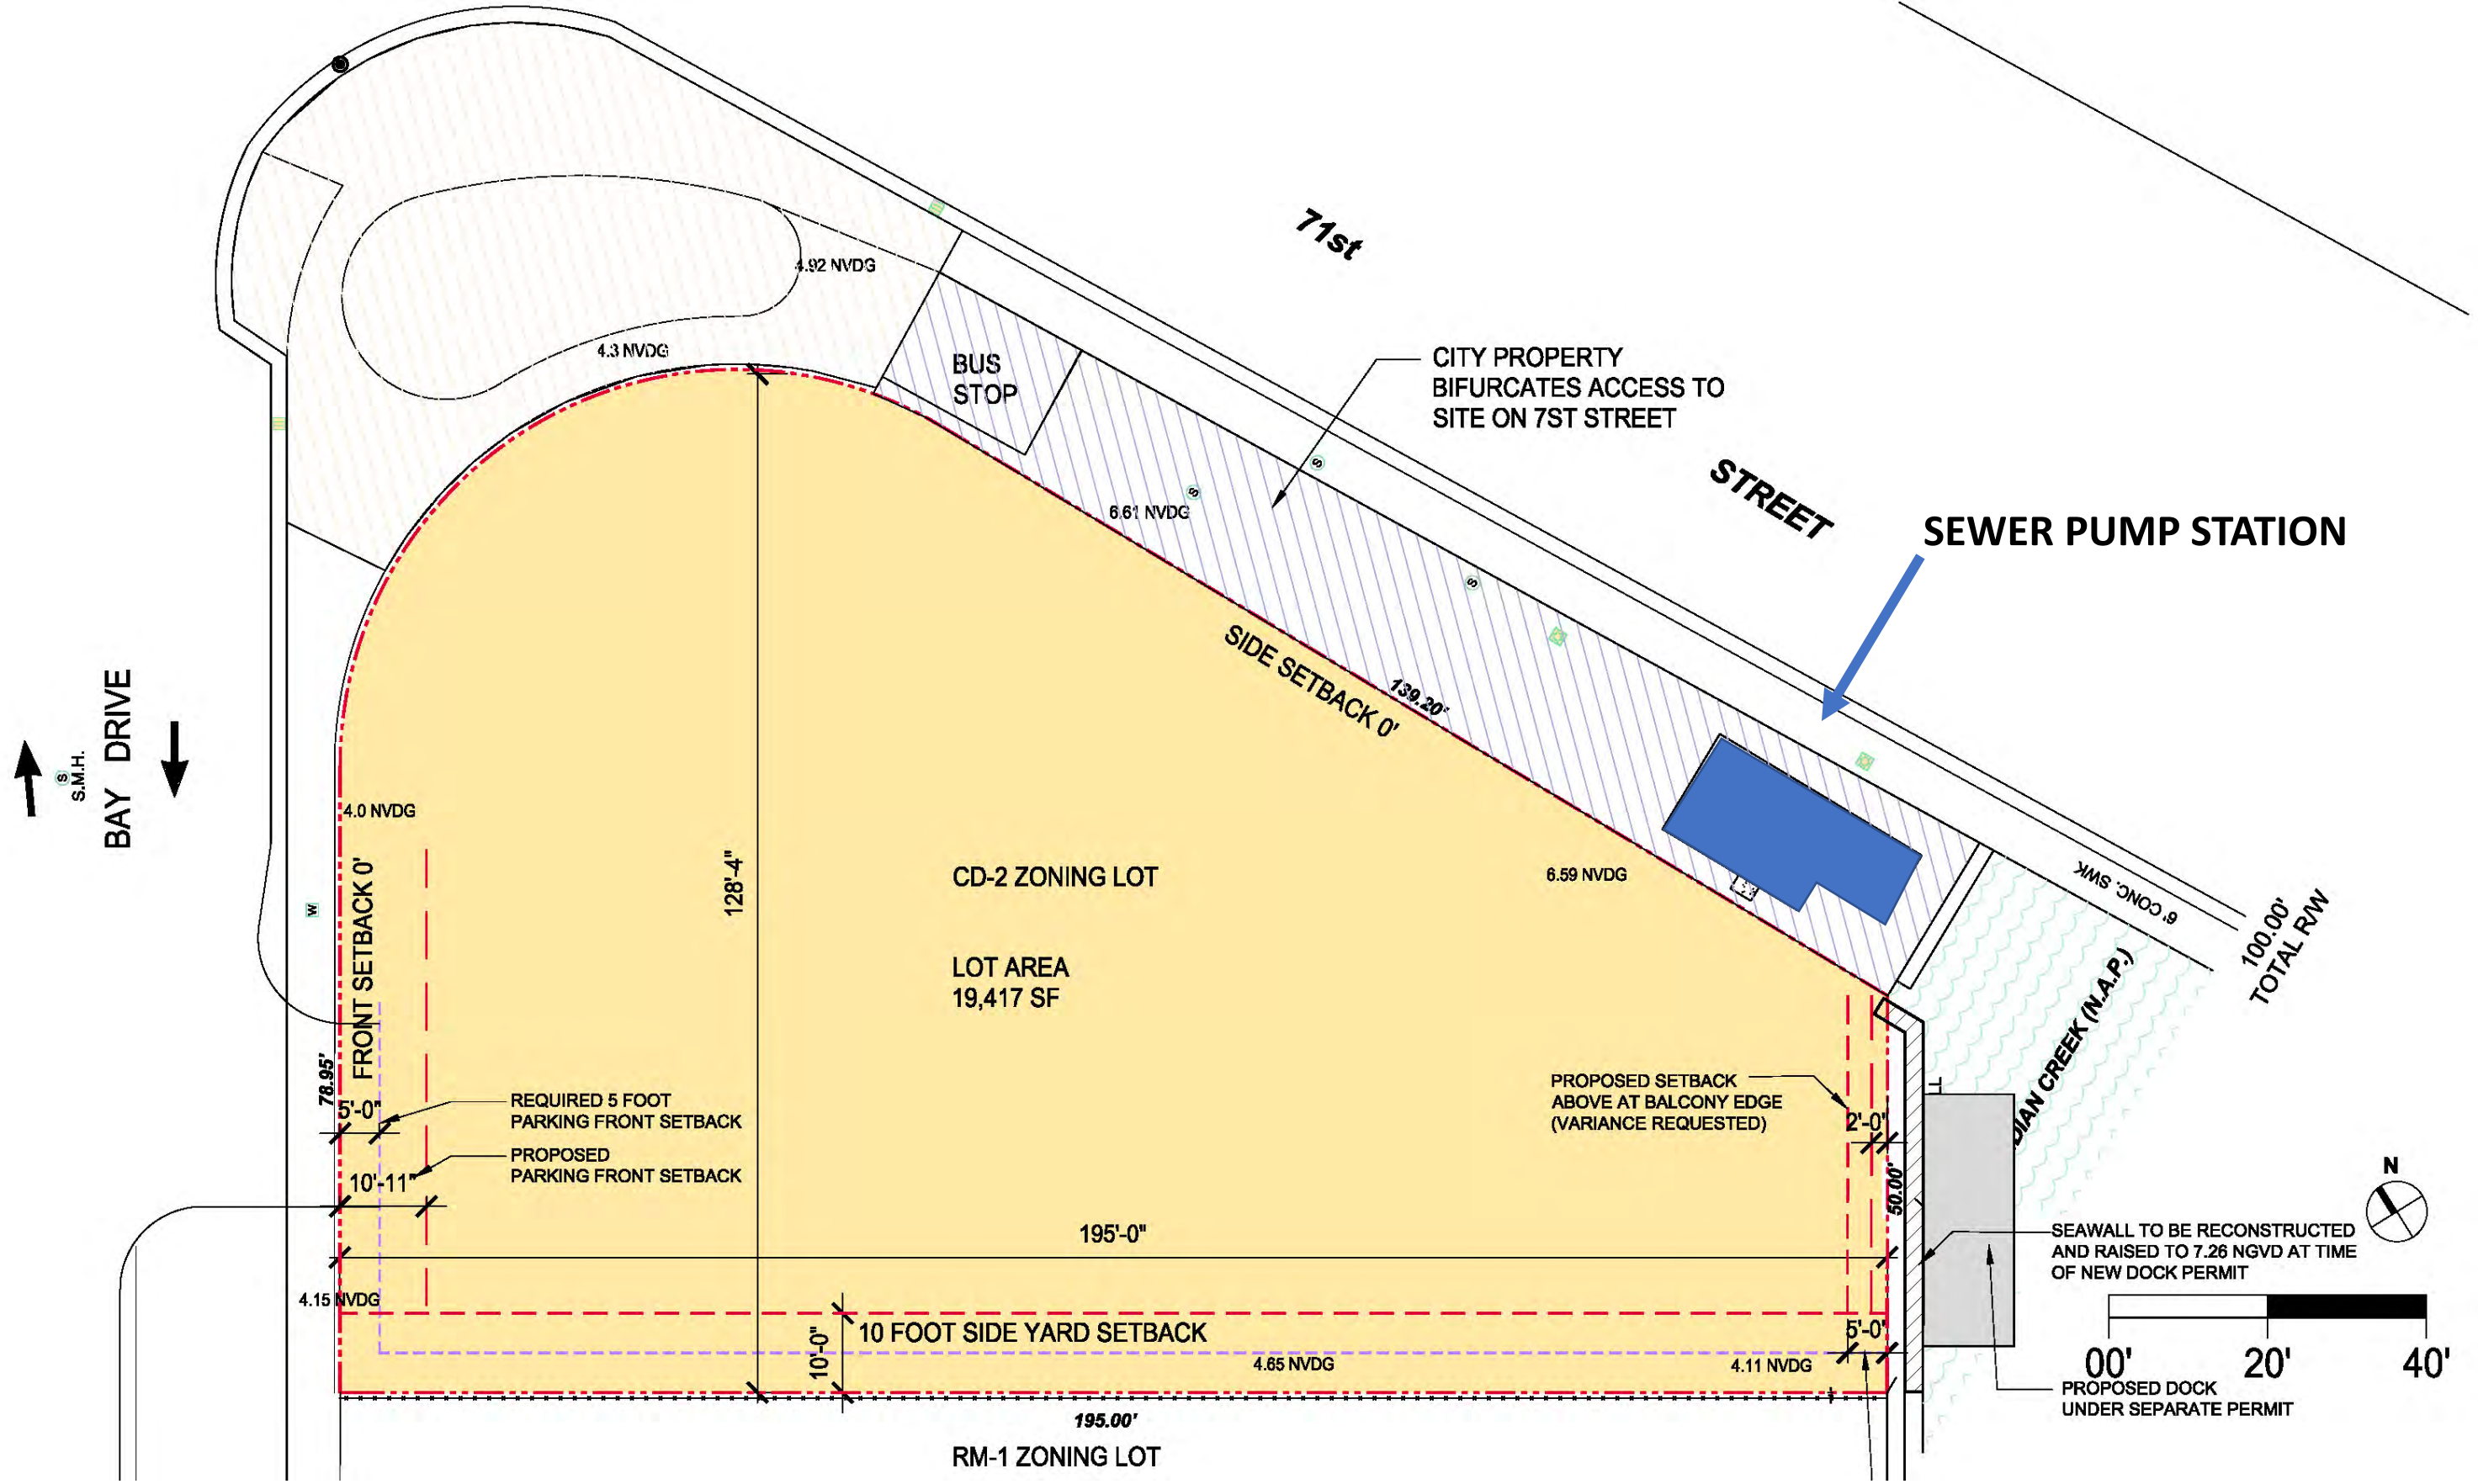 71st
4.92 NVDG
4.3 NVDG
BUS
STOP
CITY PROPERTY
BIFURCATES ACCESS TO
SITE ON 7ST STREET
STREET
S
S
6.61 NVDG
SEWER PUMP STATION
S
SIDE SETBACK 0'
139.20'
BAY DRIVE
S
S.M.H.
4.0 NVDG
128'-4"
CD-2 ZONING LOT
6.59 NVDG
6' CONC. SWK
100.00'
TOTAL R/W
W
FRONT SETBACK 0'
LOT AREA
19,417 SF
DIAN CREEK (N.A.P.)
78.95'
5'-0"
REQUIRED 5 FOOT
PARKING FRONT SETBACK
PROPOSED SETBACK
ABOVE AT BALCONY EDGE
(VARIANCE REQUESTED)
2'-0"
10'-11"
PROPOSED
PARKING FRONT SETBACK
50.00'
N
195'-0"
SEAWALL TO BE RECONSTRUCTED
AND RAISED TO 7.26 NGVD AT TIME
OF NEW DOCK PERMIT
4.15 NVDG
10'-0"
10 FOOT SIDE YARD SETBACK
5'-0"
4.65 NVDG
4.11 NVDG
00' 20' 40'
PROPOSED DOCK
UNDER SEPARATE PERMIT
195.00'
RM-1 ZONING LOT